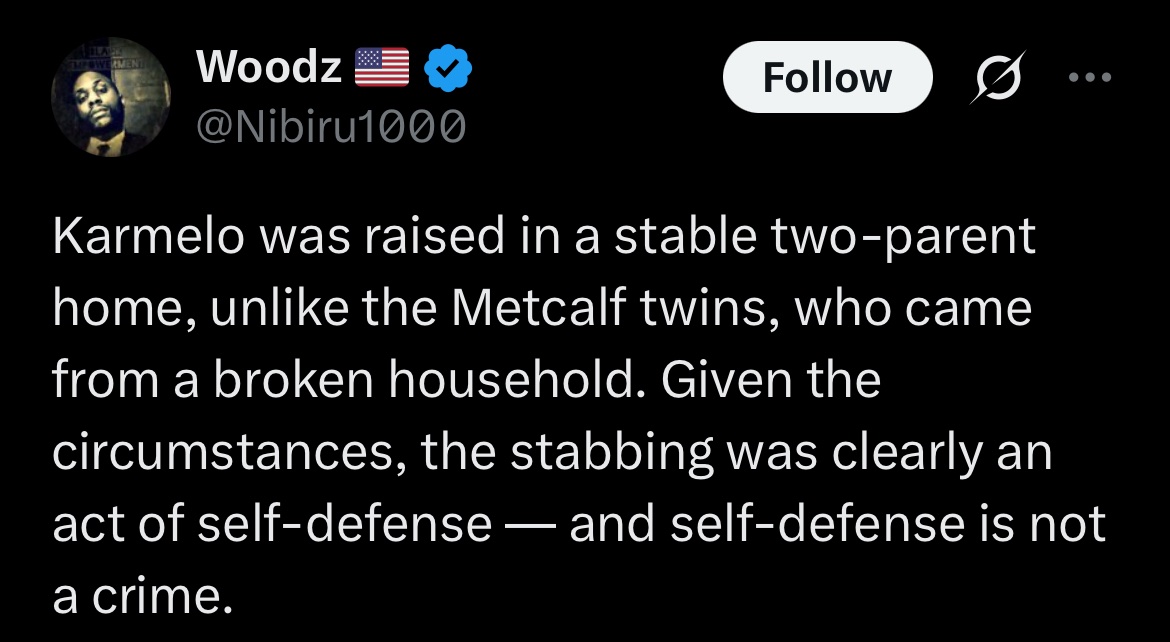 Woodz 🇺🇸
Follow
@Nibiru1000
Karmelo was raised in a stable two-parent
home, unlike the Metcalf twins, who came
from a broken household. Given the
circumstances, the stabbing was clearly an
act of self-defense — and self-defense is not
a crime.